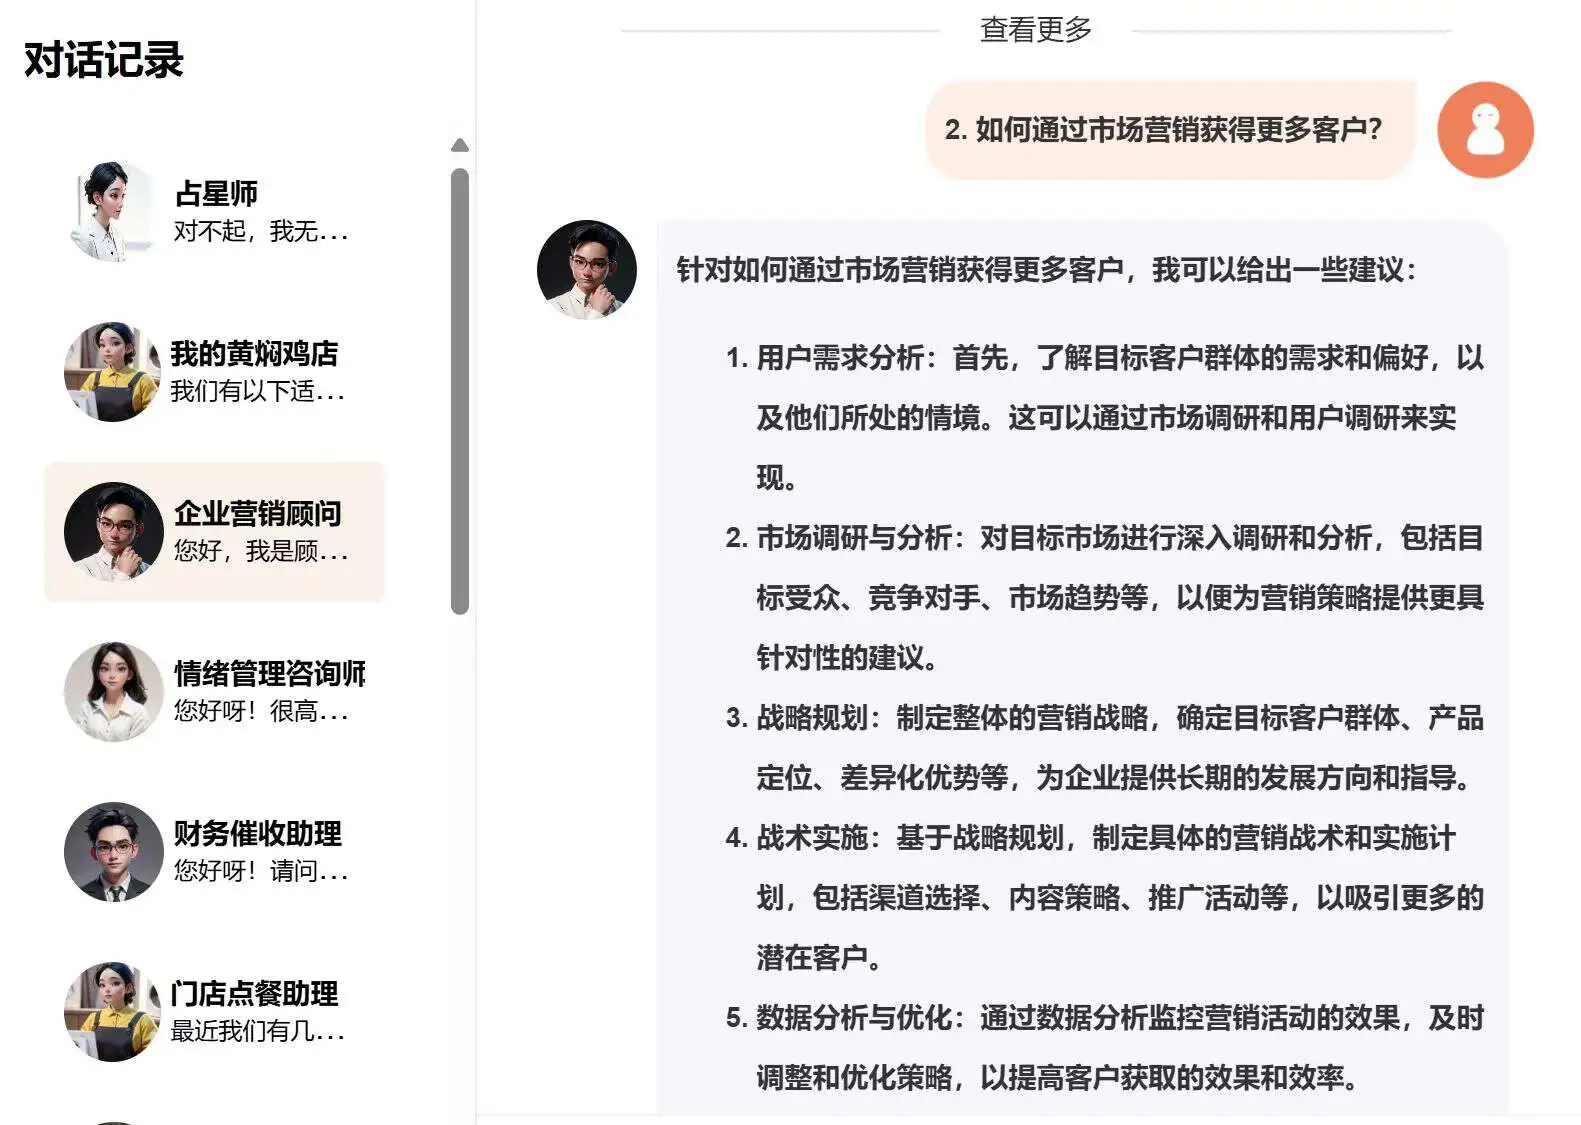 对话记录
占星师
对不起，我无...
我的黄焖鸡店
我们有以下适...
企业营销顾问
您好，我是顾...
情绪管理咨询师
您好呀！很高...
财务催收助理
您好呀！请问...
门店点餐助理
最近我们有几...
查看更多
2. 如何通过市场营销获得更多客户？
针对如何通过市场营销获得更多客户，我可以给出一些建议：
1. 用户需求分析：首先，了解目标客户群体的需求和偏好，以
及他们所处的情境。这可以通过市场调研和用户调研来实
现。
2. 市场调研与分析：对目标市场进行深入调研和分析，包括目
标受众、竞争对手、市场趋势等，以便为营销策略提供更具
针对性的建议。
3. 战略规划：制定整体的营销战略，确定目标客户群体、产品
定位、差异化优势等，为企业提供长期的发展方向和指导。
4. 战术实施：基于战略规划，制定具体的营销战术和实施计
划，包括渠道选择、内容策略、推广活动等，以吸引更多的
潜在客户。
5. 数据分析与优化：通过数据分析监控营销活动的效果，及时
调整和优化策略，以提高客户获取的效果和效率。